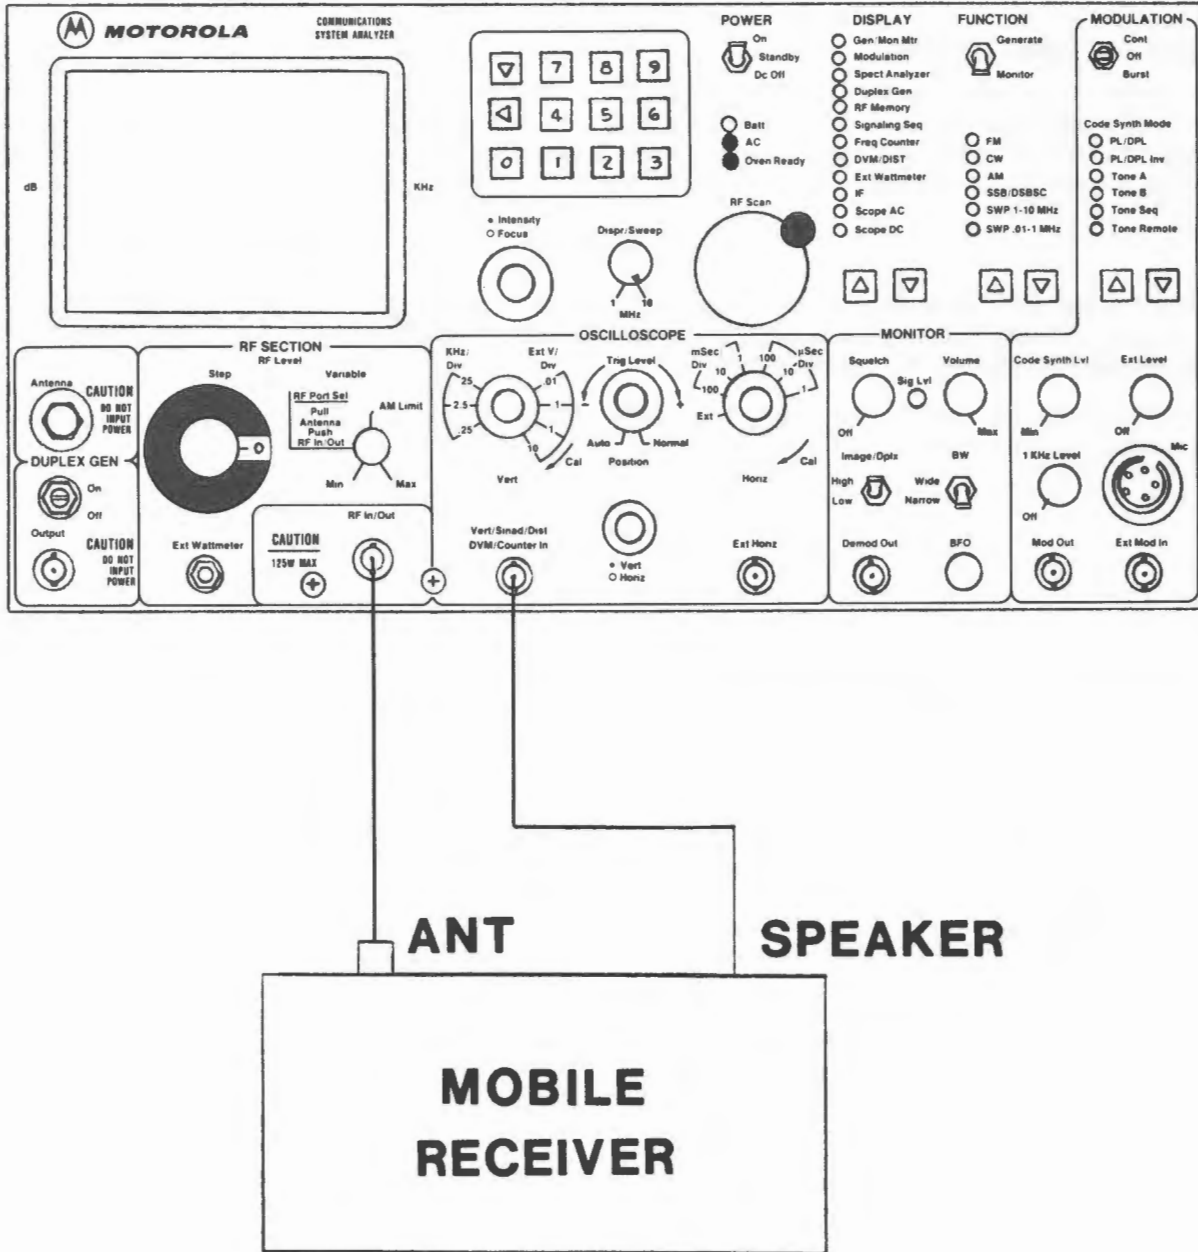 MOTOROLA
COMMUNICATIONS
SYSTEM ANALYZER
dB
KHz
7 8 9
4 5 6
0 1 2 3
• Intensity
○ Focus
Dispr/Sweep
1 10
MHz
POWER
On
Standby
Dc Off
Batt
AC
Oven Ready
RF Scan
DISPLAY
Gen/Mon Mtr
Modulation
Spect Analyzer
Duplex Gen
RF Memory
Signaling Seq
Freq Counter
DVM/DIST
Ext Wattmeter
IF
Scope AC
Scope DC
FUNCTION
Generate
Monitor
FM
CW
AM
SSB/DSBSC
SWP 1-10 MHz
SWP .01-1 MHz
MODULATION
Cont
Off
Burst
Code Synth Mode
PL/DPL
PL/DPL Inv
Tone A
Tone B
Tone Seq
Tone Remote
Antenna
CAUTION
DO NOT
INPUT
POWER
DUPLEX GEN
On
Off
Output
CAUTION
DO NOT
INPUT
POWER
RF SECTION
RF Level
Step
Variable
0
RF Port Sel
Pull
Antenna
Push
RF In/Out
AM Limit
Min
Max
Ext Wattmeter
CAUTION
125W MAX
RF In/Out
OSCILLOSCOPE
KHz/
Div
.25
2.5
.25
Ext V/
Div
.01
.1
1
10
Cal
Vert
Trig Level
- +
Auto Normal
Position
• Vert
○ Horiz
Vert/Sinad/Dist
DVM/Counter In
mSec
Div
1
10
100
Ext
µSec
Div
100
10
1
Cal
Horiz
Ext Horiz
MONITOR
Squelch
Off
Sig Lvl
Volume
Max
Image/Dplx
High
Low
BW
Wide
Narrow
Demod Out
BFO
Code Synth Lvl
Min
Ext Level
Off
1 KHz Level
Off
Mic
Mod Out
Ext Mod In
ANT
SPEAKER
MOBILE
RECEIVER